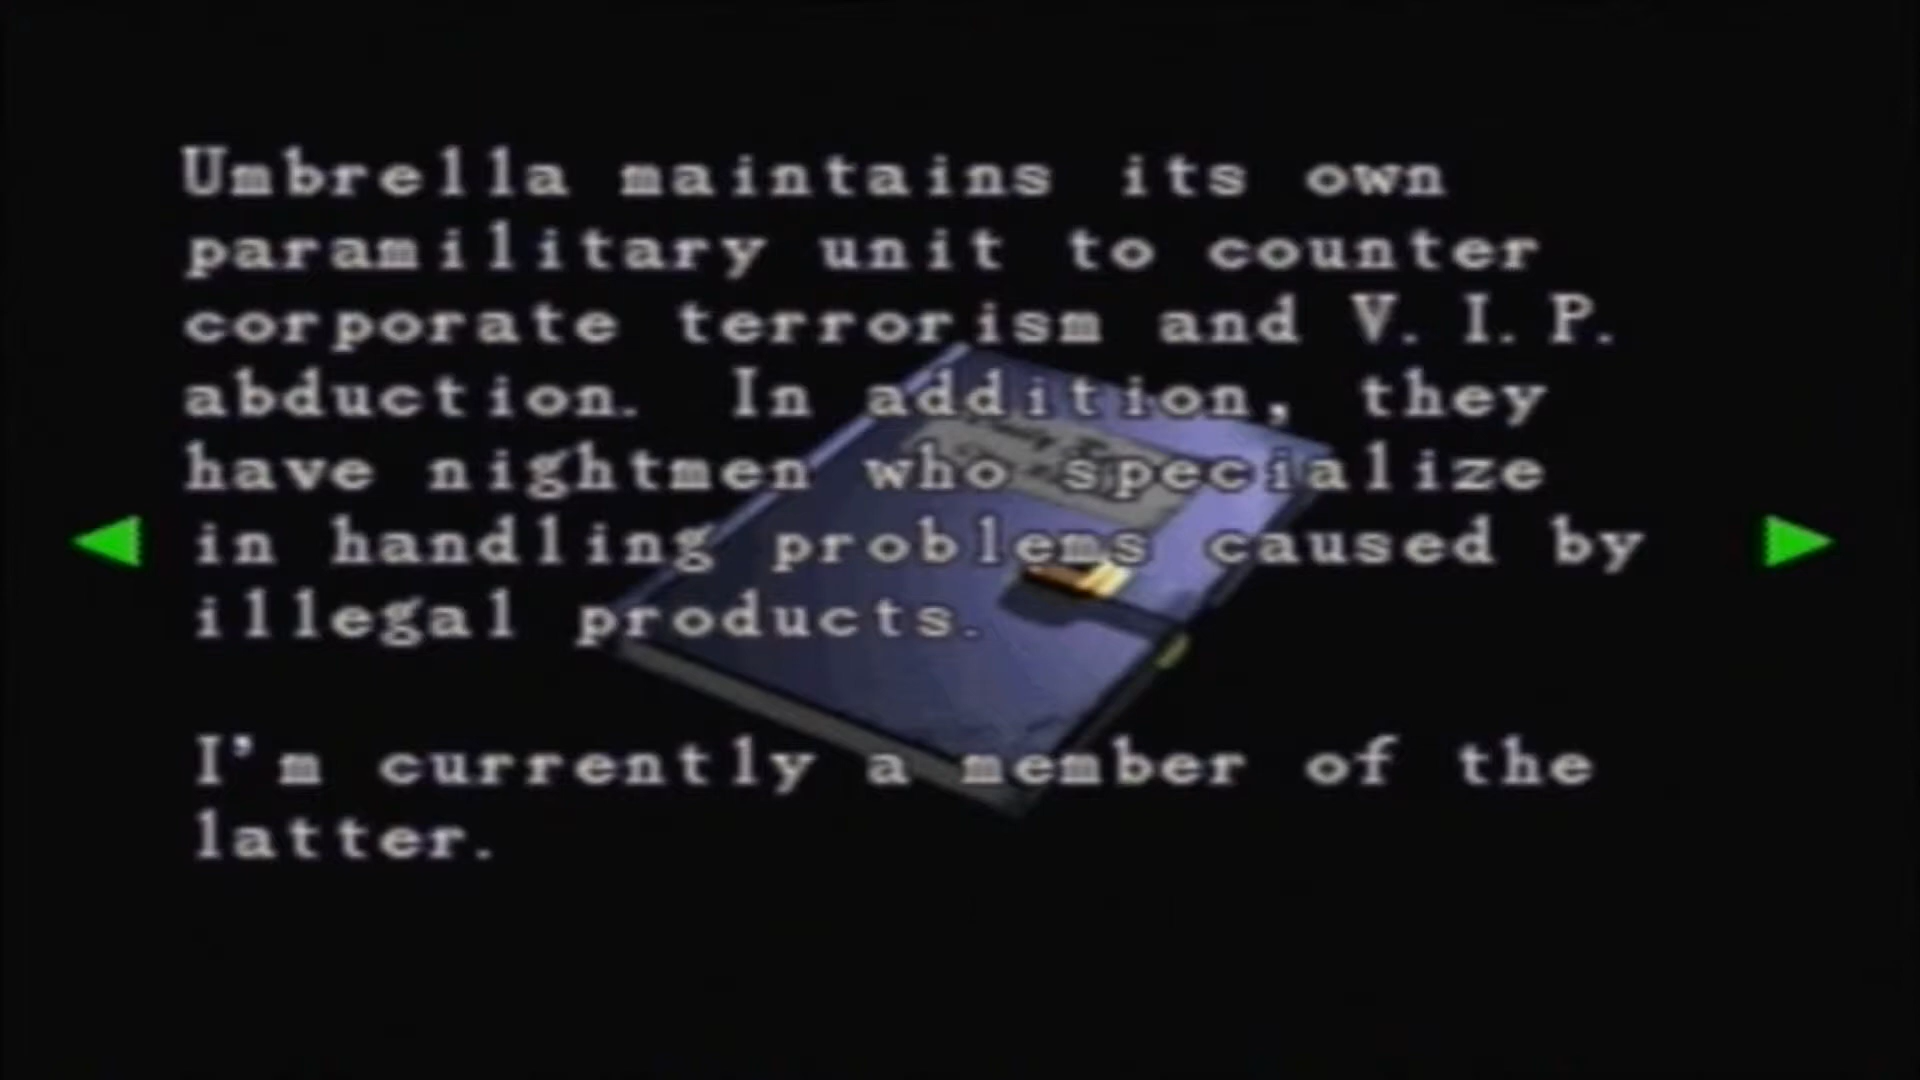 Umbrella maintains its own
paramilitary unit to counter
corporate terrorism and V.I.P.
abduction. In addition, they
have nightmen who specialize
in handling problems caused by
illegal products.
I'm currently a member of the
latter.